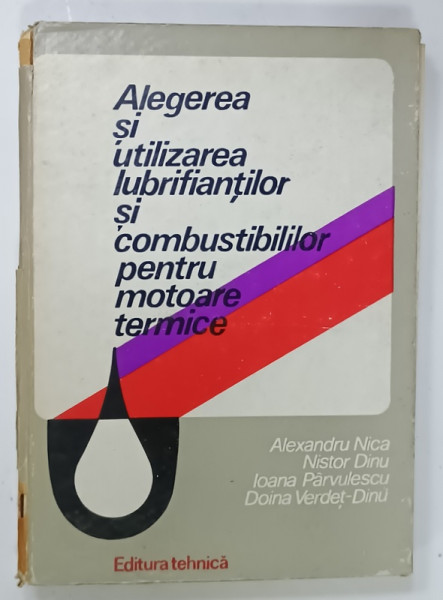 Alegerea
și
utilizarea
lubrifianților
și
combustibililor
pentru
motoare
termice
Alexandru Nica
Nistor Dinu
Ioana Pârvulescu
Doina Verdeț-Dinu
Editura tehnică